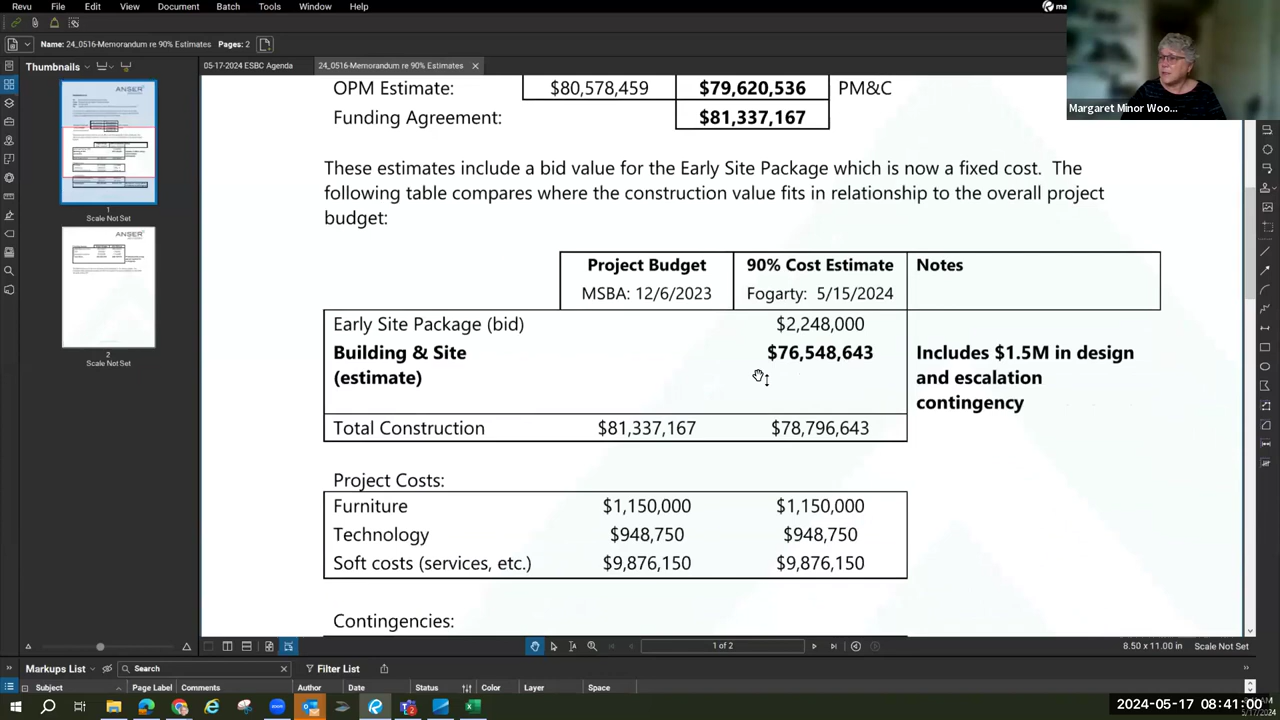 Revu File Edit View Document Batch Tools Window Help
Name: 24_0516-Memorandum re 90% Estimates Pages: 2
Margaret Minor Woo...
Thumbnails
05-17-2024 ESBC Agenda 24_0516-Memorandum re 90% Estimates
OPM Estimate: $80,578,459 $79,620,536 PM&C
Funding Agreement: $81,337,167
These estimates include a bid value for the Early Site Package which is now a fixed cost. The
following table compares where the construction value fits in relationship to the overall project
budget:
Project Budget 90% Cost Estimate Notes
MSBA: 12/6/2023 Fogarty: 5/15/2024
Early Site Package (bid) $2,248,000
Building & Site $76,548,643 Includes $1.5M in design
(estimate) and escalation
contingency
Total Construction $81,337,167 $78,796,643
Project Costs:
Furniture $1,150,000 $1,150,000
Technology $948,750 $948,750
Soft costs (services, etc.) $9,876,150 $9,876,150
Contingencies:
ANSER
1
Scale Not Set
ANSER
2
Scale Not Set
1 of 2 8.50 x 11.00 in Scale Not Set
Markups List Search Filter List
Subject Page Label Comments Author Date Status Color Layer Space
2024-05-17 08:41:00
5/17/2024